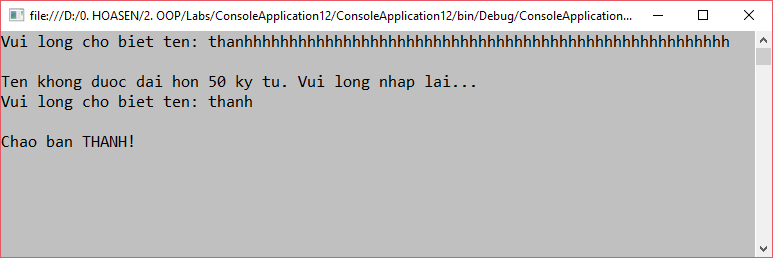 file:///D:/0. HOASEN/2. OOP/Labs/ConsoleApplication12/ConsoleApplication12/bin/Debug/ConsoleApplication...
Vui long cho biet ten: thanhhhhhhhhhhhhhhhhhhhhhhhhhhhhhhhhhhhhhhhhhhhhhhhhhhhhhh
Ten khong duoc dai hon 50 ky tu. Vui long nhap lai...
Vui long cho biet ten: thanh
Chao ban THANH!